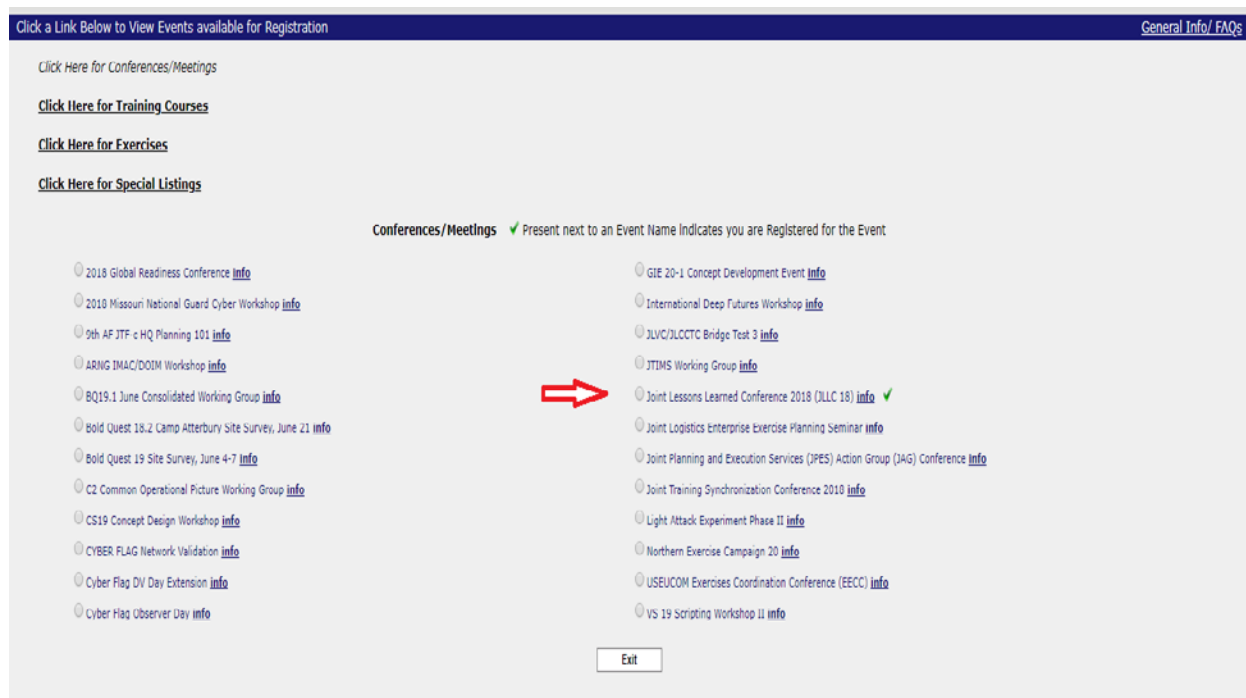 Click a Link Below to View Events available for Registration
General Info/ FAQs
Click Here for Conferences/Meetings
Click Here for Training Courses
Click Here for Exercises
Click Here for Special Listings
Conferences/Meetings ✔ Present next to an Event Name indicates you are Registered for the Event
2018 Global Readiness Conference info
2018 Missouri National Guard Cyber Workshop info
9th AF JTF-c HQ Planning 101 info
ARNG IMAC/DOIM Workshop info
BQ19.1 June Consolidated Working Group info
Bold Quest 18.2 Camp Atterbury Site Survey, June 21 info
Bold Quest 19 Site Survey, June 4-7 info
C2 Common Operational Picture Working Group info
CS19 Concept Design Workshop info
CYBER FLAG Network Validation info
Cyber Flag DV Day Extension info
Cyber Flag Observer Day info
GIE 20-1 Concept Development Event info
International Deep Futures Workshop info
JLVC/JLCCTC Bridge Test 3 info
JTIMS Working Group info
Joint Lessons Learned Conference 2018 (JLLC 18) info ✔
Joint Logistics Enterprise Exercise Planning Seminar info
Joint Planning and Execution Services (JPES) Action Group (JAG) Conference info
Joint Training Synchronization Conference 2018 info
Light Attack Experiment Phase II info
Northern Exercise Campaign 20 info
USEUCOM Exercises Coordination Conference (EECC) info
VS 19 Scripting Workshop II info
Exit